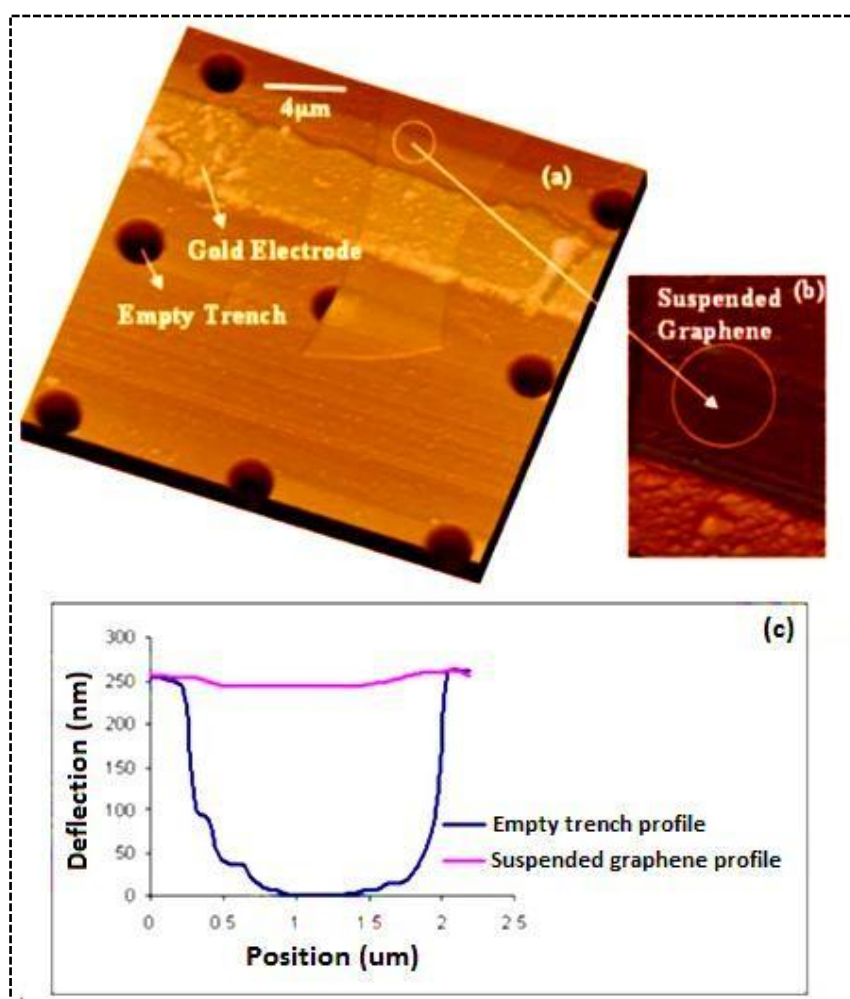 4µm
(a)
Gold Electrode
Empty Trench
Suspended (b)
Graphene
(c)
Deflection (nm)
300
250
200
150
100
50
0
Empty trench profile
Suspended graphene profile
0 0 5 1 1 5 2 2 5
Position (um)